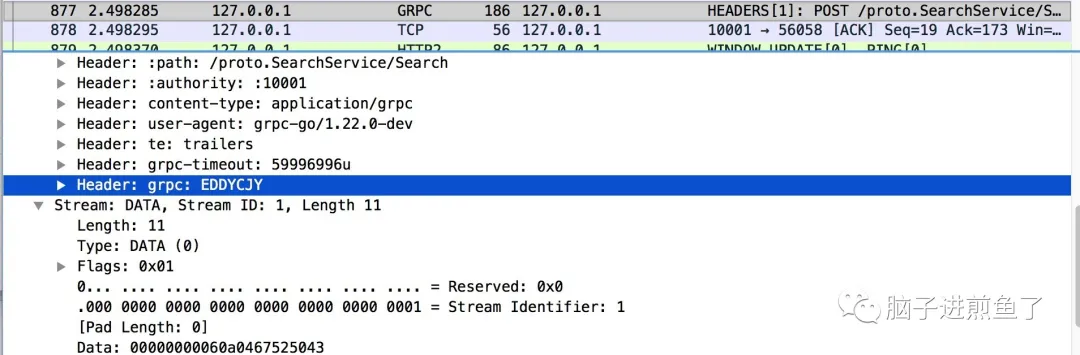 877 2.498285 127.0.0.1 GRPC 186 127.0.0.1 HEADERS[1]: POST /proto.SearchService/S…
878 2.498295 127.0.0.1 TCP 56 127.0.0.1 10001 → 56058 [ACK] Seq=19 Ack=173 Win=…
879 2.498370 127.0.0.1 HTTP2 86 127.0.0.1 WINDOW_UPDATE[0], PING[0]
Header: :path: /proto.SearchService/Search
Header: :authority: :10001
Header: content-type: application/grpc
Header: user-agent: grpc-go/1.22.0-dev
Header: te: trailers
Header: grpc-timeout: 59996996u
Header: grpc: EDDYCJY
Stream: DATA, Stream ID: 1, Length 11
Length: 11
Type: DATA (0)
Flags: 0x01
0... .... .... .... .... .... .... .... = Reserved: 0x0
.000 0000 0000 0000 0000 0000 0000 0001 = Stream Identifier: 1
[Pad Length: 0]
Data: 00000000060a0467525043
脑子进煎鱼了